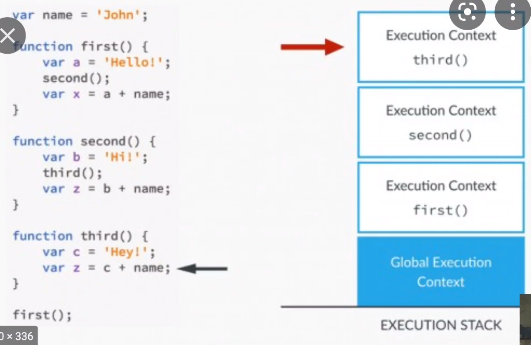 var name = 'John';
function first() {
var a = 'Hello!';
second();
var x = a + name;
}
function second() {
var b = 'Hi!';
third();
var z = b + name;
}
function third() {
var c = 'Hey!';
var z = c + name;
}
first();
Execution Context
third()
Execution Context
second()
Execution Context
first()
Global Execution
Context
EXECUTION STACK
0 × 336